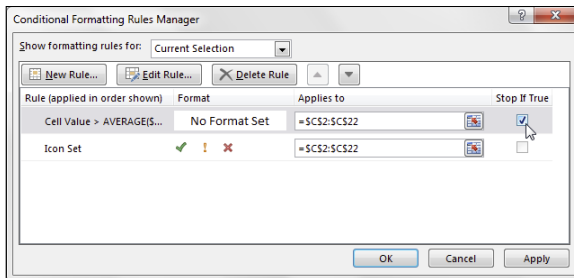 Conditional Formatting Rules Manager
Show formatting rules for: Current Selection
New Rule... Edit Rule... Delete Rule
Rule (applied in order shown) Format Applies to Stop If True
Cell Value > AVERAGE($... No Format Set =$C$2:$C$22
Icon Set =$C$2:$C$22
OK Cancel Apply